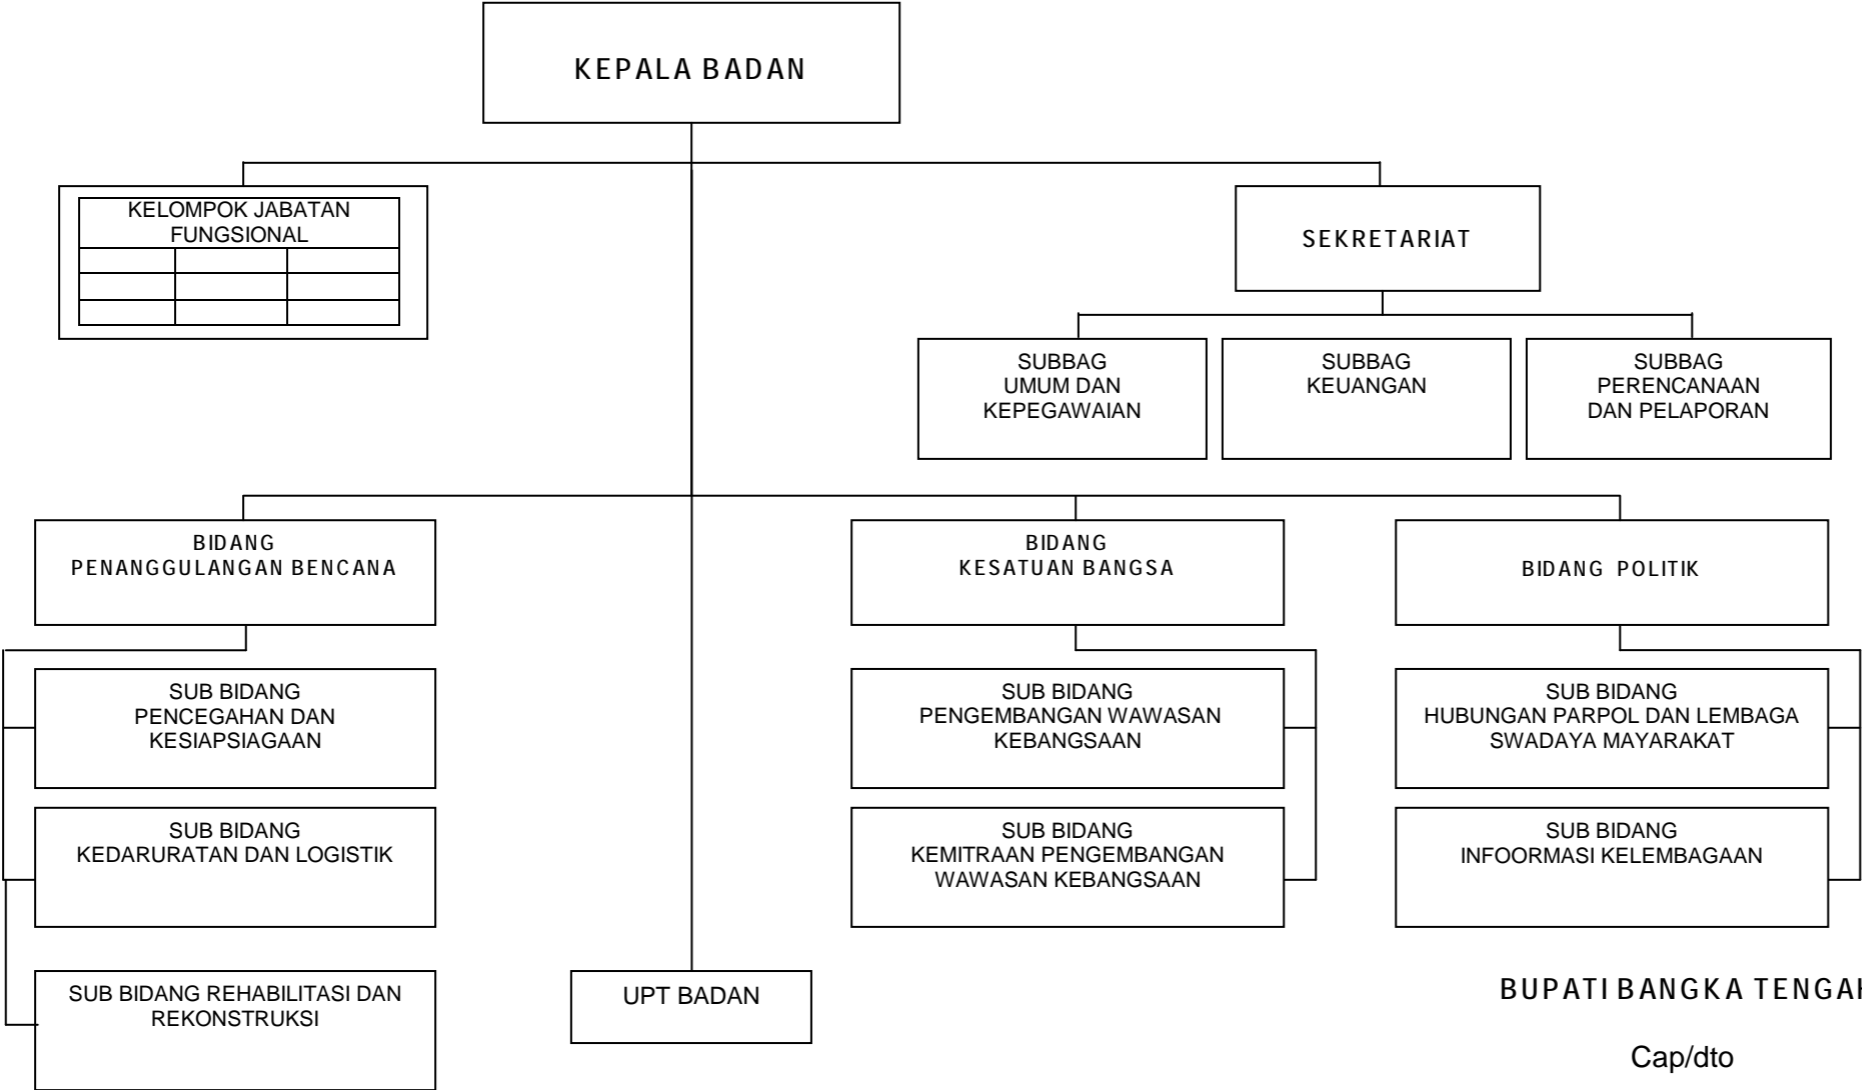 KEPALA BADAN
KELOMPOK JABATAN
FUNGSIONAL
SEKRETARIAT
SUBBAG
UMUM DAN
KEPEGAWAIAN
SUBBAG
KEUANGAN
SUBBAG
PERENCANAAN
DAN PELAPORAN
BIDANG
PENANGGULANGAN BENCANA
BIDANG
KESATUAN BANGSA
BIDANG POLITIK
SUB BIDANG
PENCEGAHAN DAN
KESIAPSIAGAAN
SUB BIDANG
PENGEMBANGAN WAWASAN
KEBANGSAAN
SUB BIDANG
HUBUNGAN PARPOL DAN LEMBAGA
SWADAYA MAYARAKAT
SUB BIDANG
KEDARURATAN DAN LOGISTIK
SUB BIDANG
KEMITRAAN PENGEMBANGAN
WAWASAN KEBANGSAAN
SUB BIDANG
INFOORMASI KELEMBAGAAN
SUB BIDANG REHABILITASI DAN
REKONSTRUKSI
UPT BADAN
BUPATI BANGKA TENGAH
Cap/dto